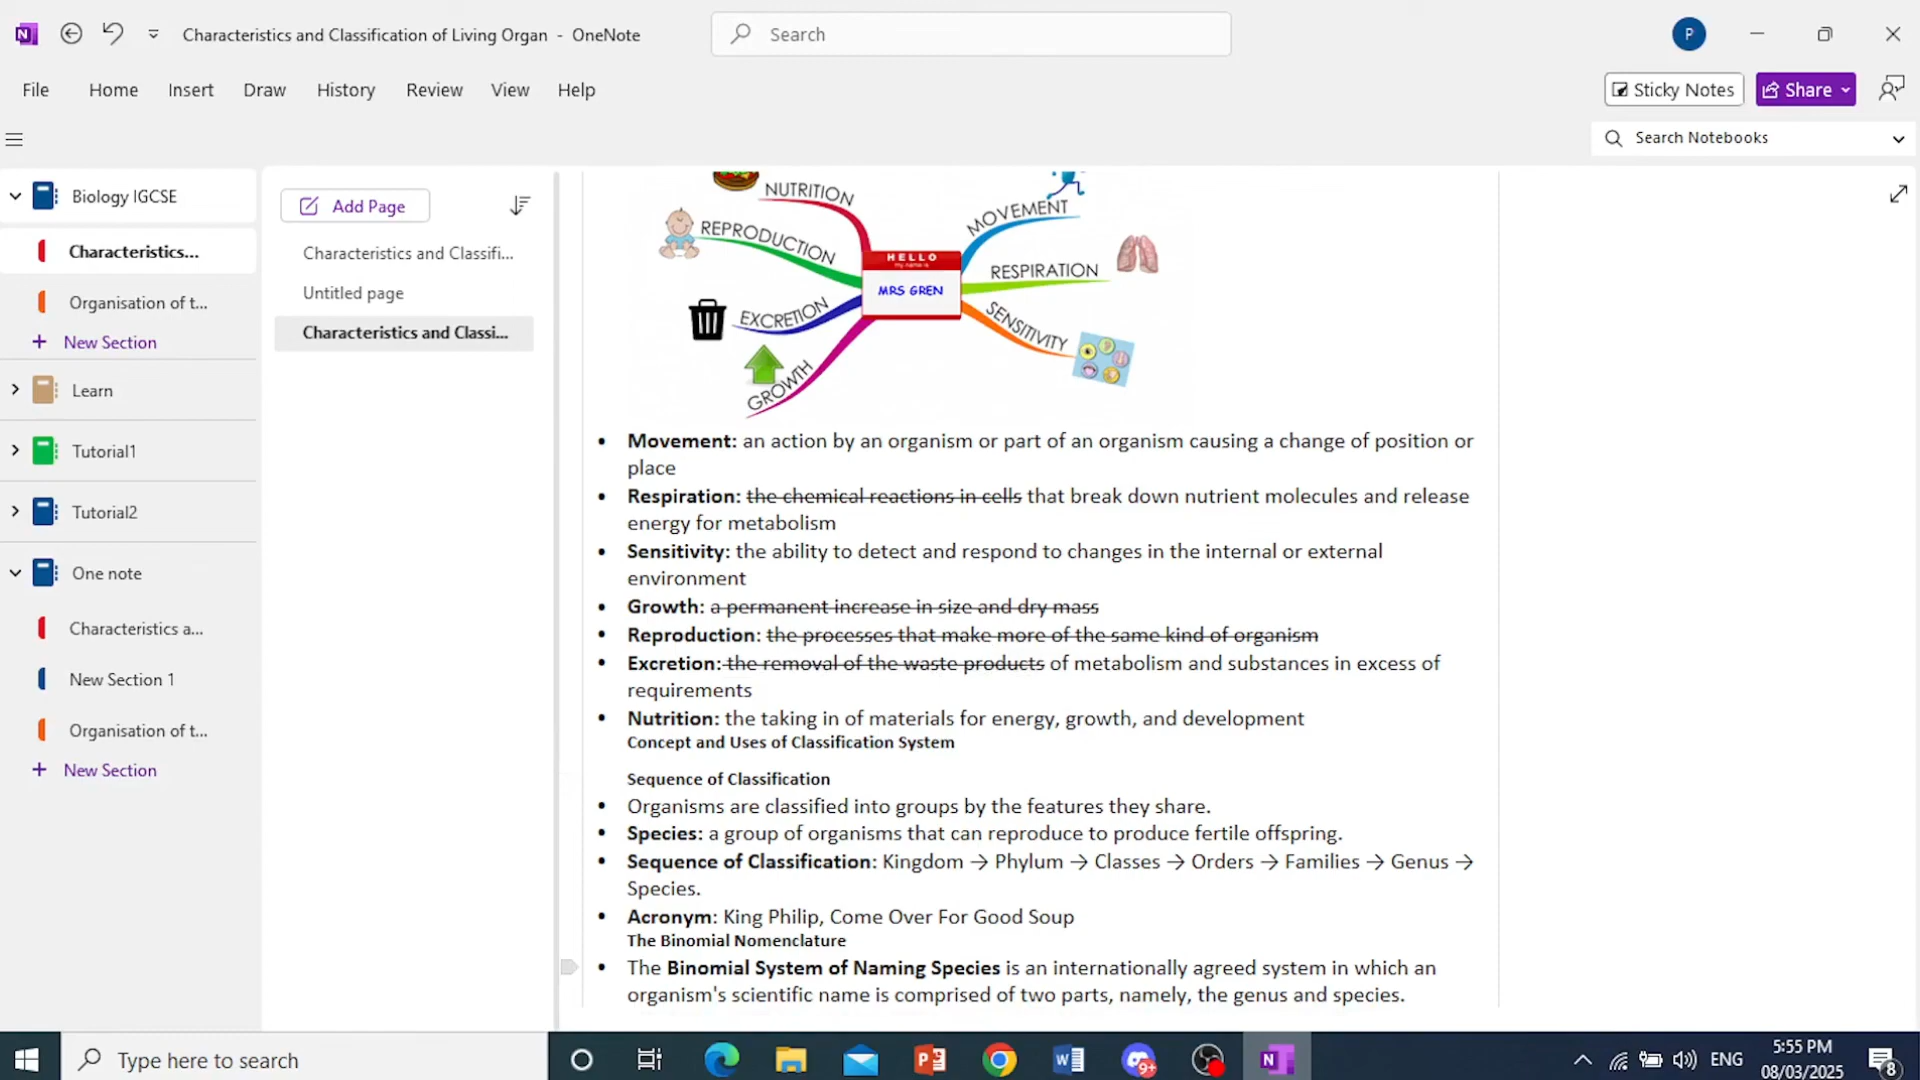 Characteristics and Classification of Living Organ - OneNote
Search
P
File Home Insert Draw History Review View Help
Sticky Notes
Share
Search Notebooks
Biology IGCSE
Characteristics...
Organisation of t...
+ New Section
Learn
Tutorial1
Tutorial2
One note
Characteristics a...
New Section 1
Organisation of t...
+ New Section
Add Page
Characteristics and Classifi...
Untitled page
Characteristics and Classi...
NUTRITION
MOVEMENT
REPRODUCTION
HELLO
my name is
MRS GREN
RESPIRATION
EXCRETION
SENSITIVITY
GROWTH
• Movement: an action by an organism or part of an organism causing a change of position or
place
• Respiration: the chemical reactions in cells that break down nutrient molecules and release
energy for metabolism
• Sensitivity: the ability to detect and respond to changes in the internal or external
environment
• Growth: a permanent increase in size and dry mass
• Reproduction: the processes that make more of the same kind of organism
• Excretion: the removal of the waste products of metabolism and substances in excess of
requirements
• Nutrition: the taking in of materials for energy, growth, and development
Concept and Uses of Classification System
Sequence of Classification
• Organisms are classified into groups by the features they share.
• Species: a group of organisms that can reproduce to produce fertile offspring.
• Sequence of Classification: Kingdom → Phylum → Classes → Orders → Families → Genus →
Species.
• Acronym: King Philip, Come Over For Good Soup
The Binomial Nomenclature
• The Binomial System of Naming Species is an internationally agreed system in which an
organism's scientific name is comprised of two parts, namely, the genus and species.
Type here to search
9+
ENG
5:55 PM
08/03/2025
8